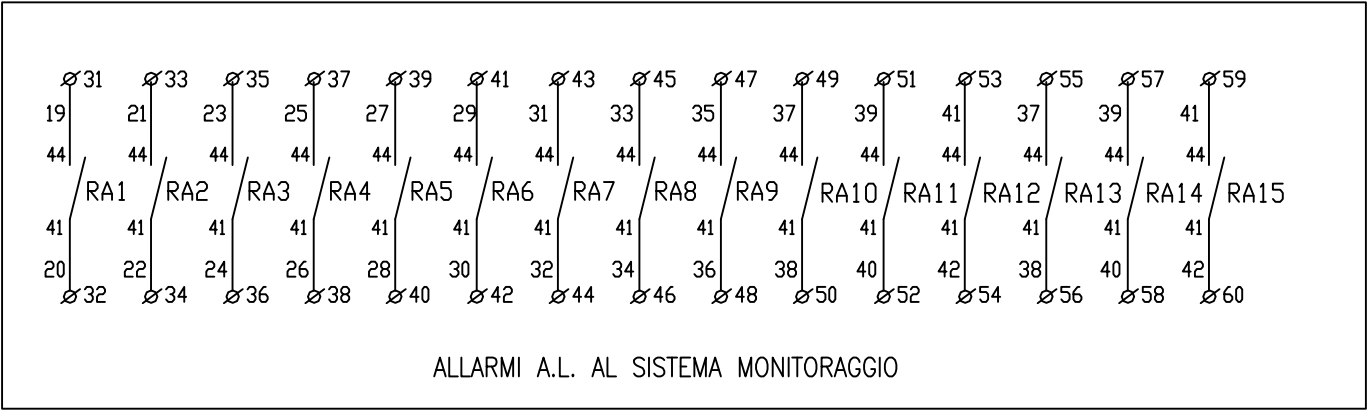 31 33 35 37 39 41 43 45 47 49 51 53 55 57 59
19 21 23 25 27 29 31 33 35 37 39 41 37 39 41
44 44 44 44 44 44 44 44 44 44 44 44 44 44 44
RA1 RA2 RA3 RA4 RA5 RA6 RA7 RA8 RA9 RA10 RA11 RA12 RA13 RA14 RA15
41 41 41 41 41 41 41 41 41 41 41 41 41 41 41
20 22 24 26 28 30 32 34 36 38 40 42 38 40 42
32 34 36 38 40 42 44 46 48 50 52 54 56 58 60
ALLARMI A.L. AL SISTEMA MONITORAGGIO